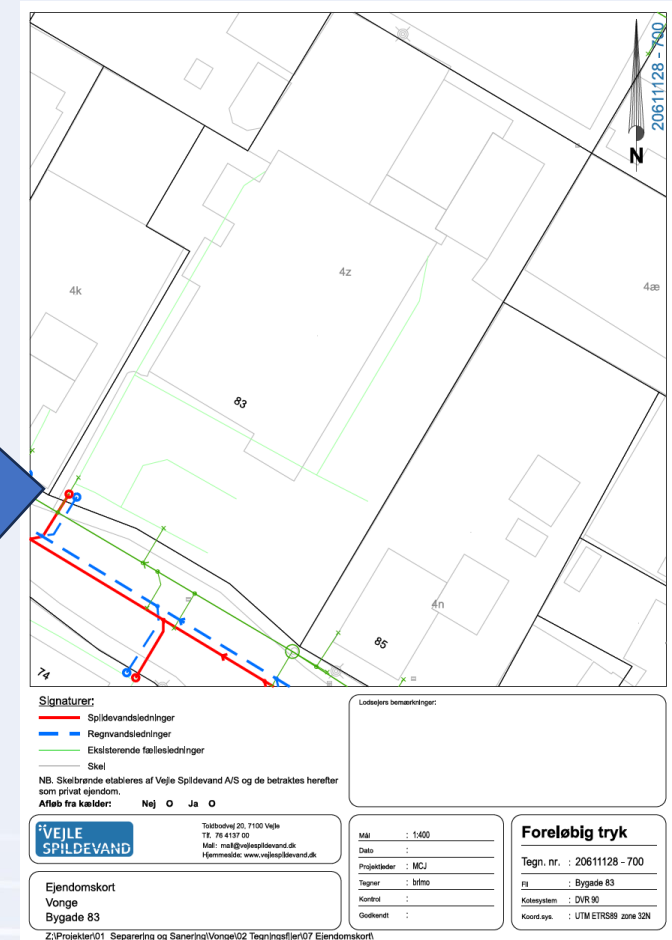 20611128 - 700
N
4z
4k
4æ
83
4n
85
74
Signaturer:
Spildevandsledninger
Regnvandsledninger
Eksisterende fællesledninger
Skel
NB. Skelbrønde etableres af Vejle Spildevand A/S og de betragtes herefter
som privat ejendom.
Afløb fra kælder: Nej O Ja O
Lodsejers bemærkninger:
VEJLE
SPILDEVAND
Toldbodvej 20, 7100 Vejle
Tlf. 76 4137 00
Mail: mail@vejlespildevand.dk
Hjemmeside: www.vejlespildevand.dk
Ejendomskort
Vonge
Bygade 83
Mål : 1:400
Dato :
Projektleder : MCJ
Tegner : brimo
Kontrol :
Godkendt :
Foreløbig tryk
Tegn. nr. : 20611128 - 700
Fil : Bygade 83
Kotesystem : DVR 90
Koord.sys. : UTM ETRS89 zone 32N
Z:\Projekter\01_Separering og Sanering\Vonge\02 Tegningsfiler\07 Ejendomskort\